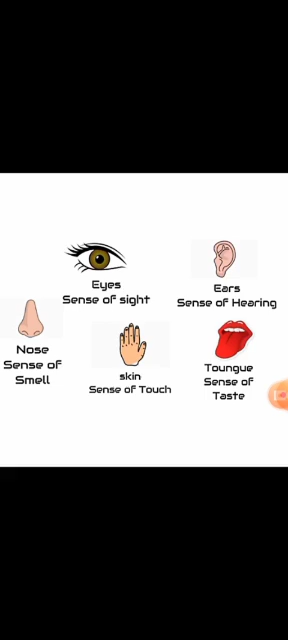 Eyes
Sense of sight
Ears
Sense of Hearing
Nose
Sense of
Smell
skin
Sense of Touch
Toungue
Sense of
Taste